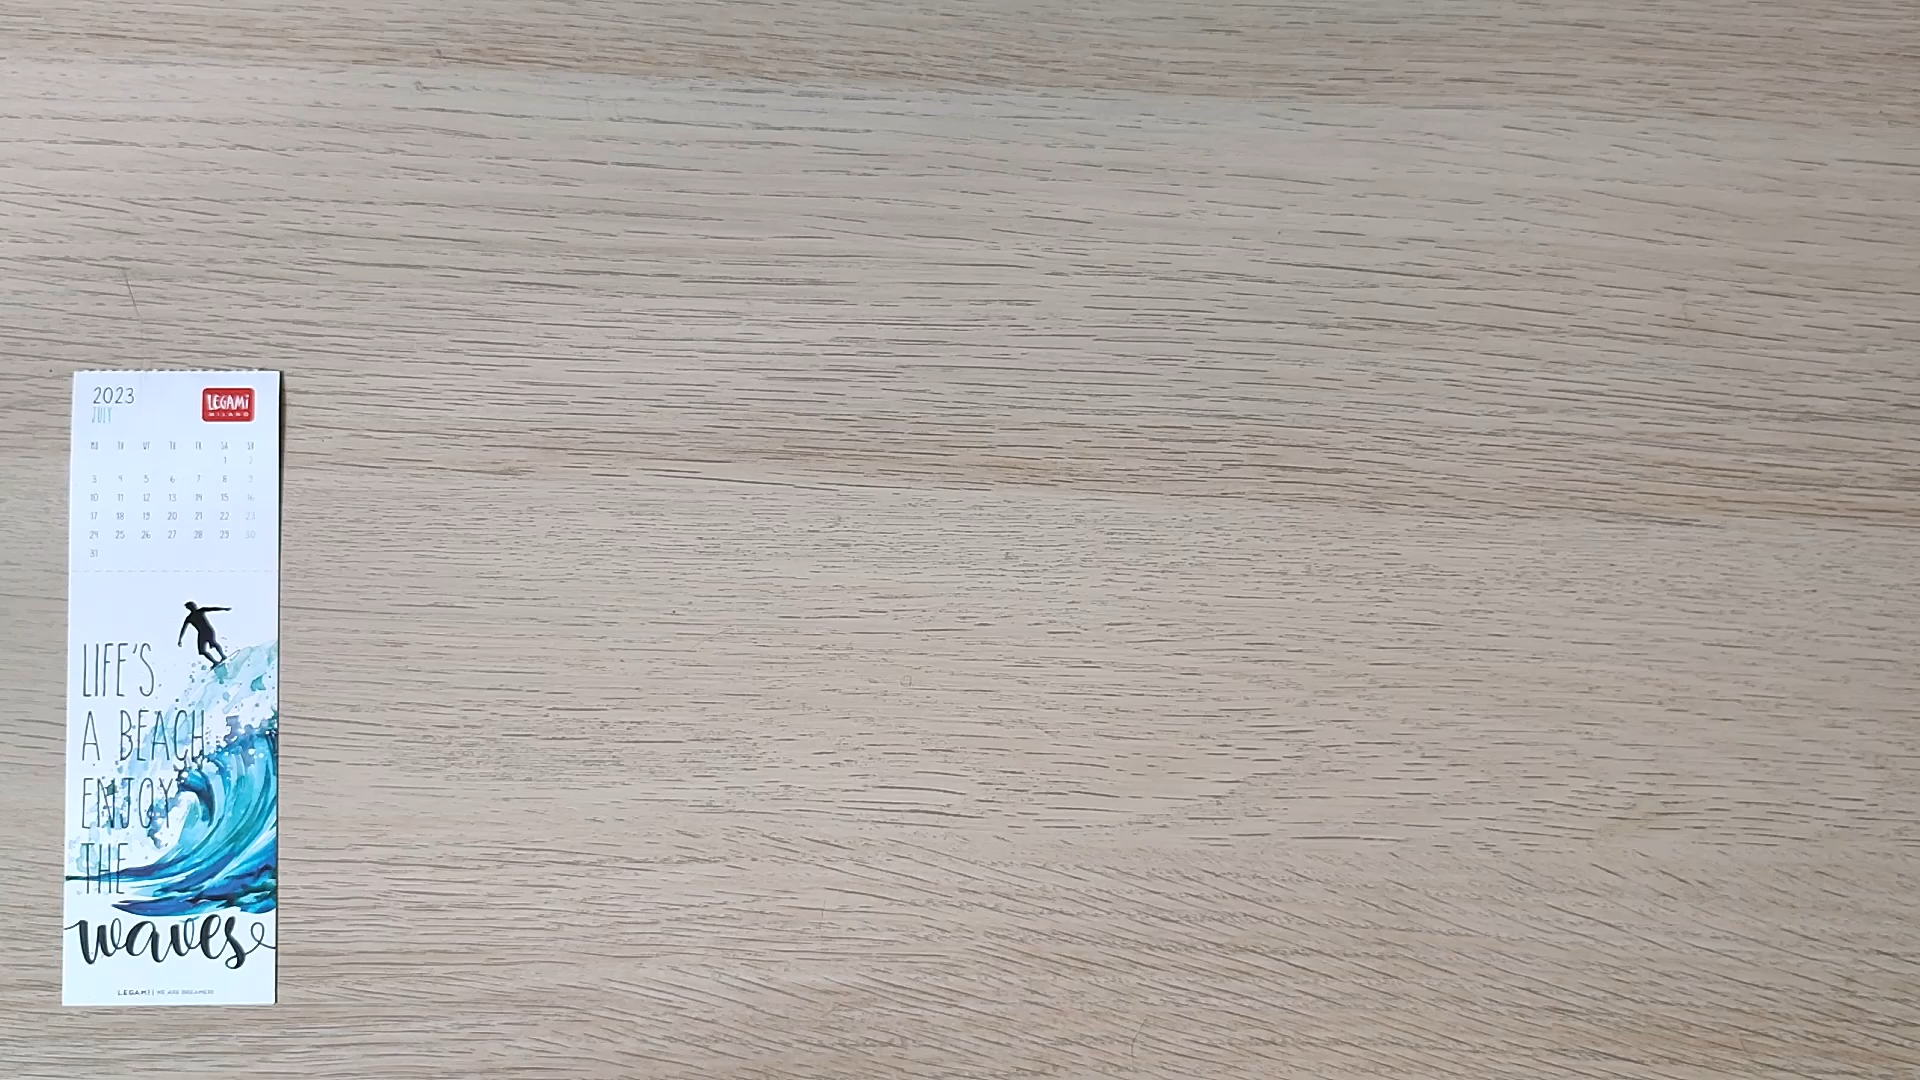 2023
LEGAMI
MILANO
JULY
MO TU WE TH FR SA SU
1 2
3 4 5 6 7 8 9
10 11 12 13 14 15 16
17 18 19 20 21 22 23
24 25 26 27 28 29 30
31
LIFE'S
A BEACH
ENJOY
THE
waves
LEGAMI | WE ARE DREAMERS